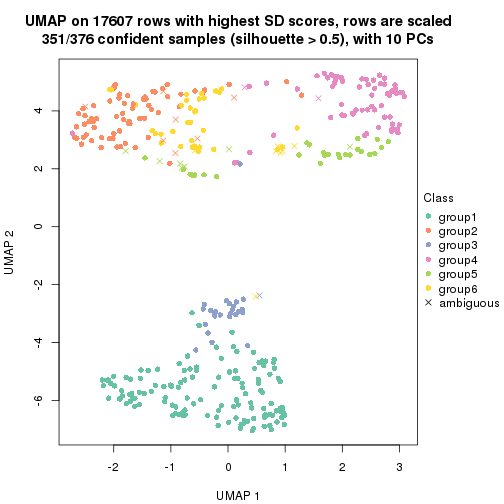 UMAP on 17607 rows with highest SD scores, rows are scaled
351/376 confident samples (silhouette > 0.5), with 10 PCs
4
2
0
-2
-4
-6
UMAP 2
-2
-1
0
1
2
3
UMAP 1
Class
group1
group2
group3
group4
group5
group6
ambiguous